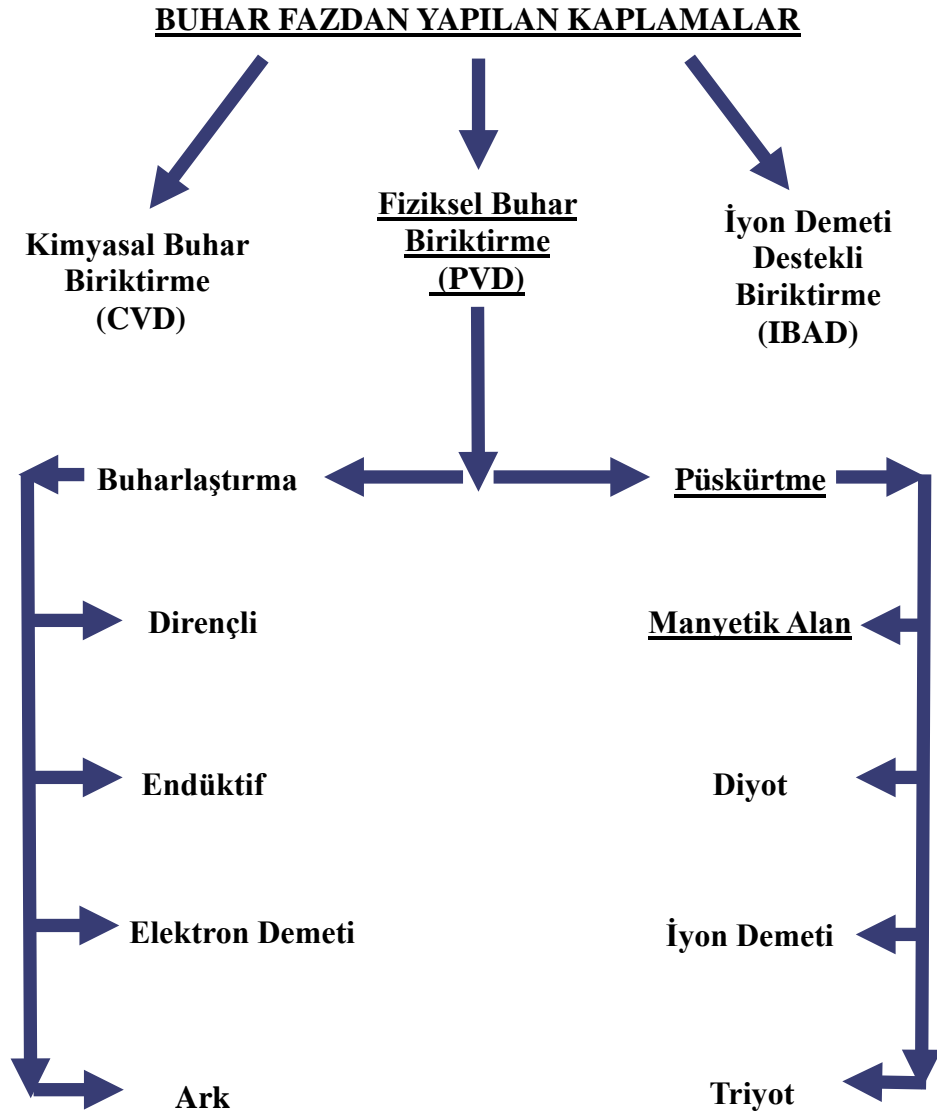 BUHAR FAZDAN YAPILAN KAPLAMALAR
Kimyasal Buhar
Biriktirme
(CVD)
Fiziksel Buhar
Biriktirme
(PVD)
İyon Demeti
Destekli
Biriktirme
(IBAD)
Buharlaştırma
Püskürtme
Dirençli
Manyetik Alan
Endüktif
Diyot
Elektron Demeti
İyon Demeti
Ark
Triyot